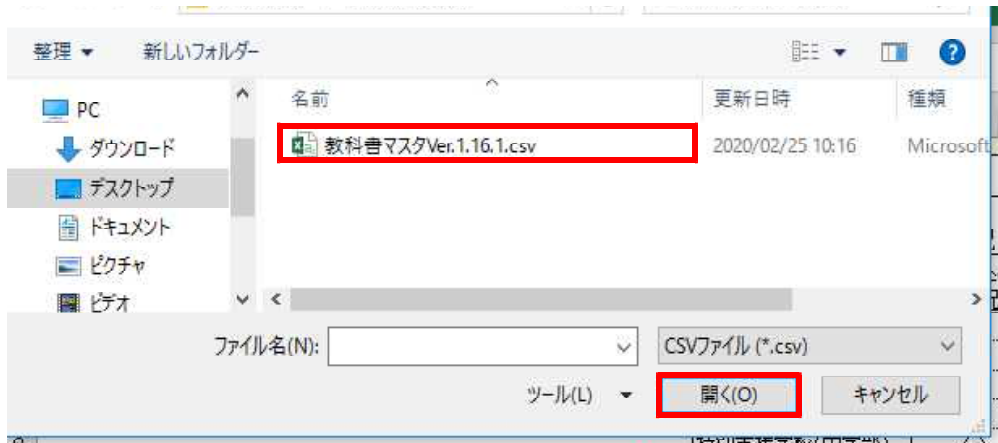 整理 新しいフォルダー ?
名前 更新日時 種類
PC
ダウンロード
デスクトップ
ドキュメント
ピクチャ
ビデオ
教科書マスタVer.1.16.1.csv 2020/02/25 10:16 Microsoft
ファイル名(N): CSVファイル (*.csv)
ツール(L) 開く(O) キャンセル